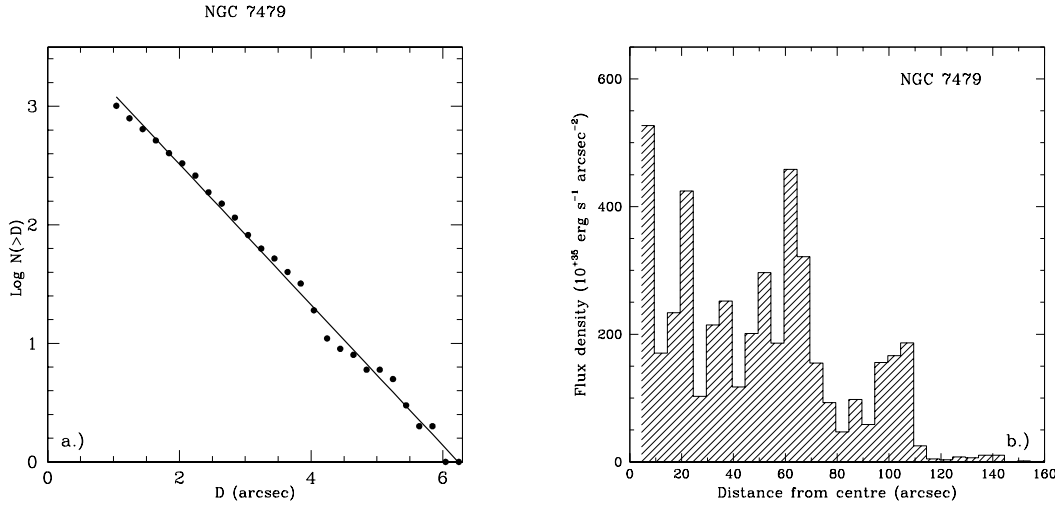 NGC 7479
3
2
1
0
Log N(>D)
a.)
0
2
4
6
D (arcsec)
NGC 7479
600
400
200
0
Flux density (10⁺³⁵ erg s⁻¹ arcsec⁻²)
b.)
0
20
40
60
80
100
120
140
160
Distance from centre (arcsec)